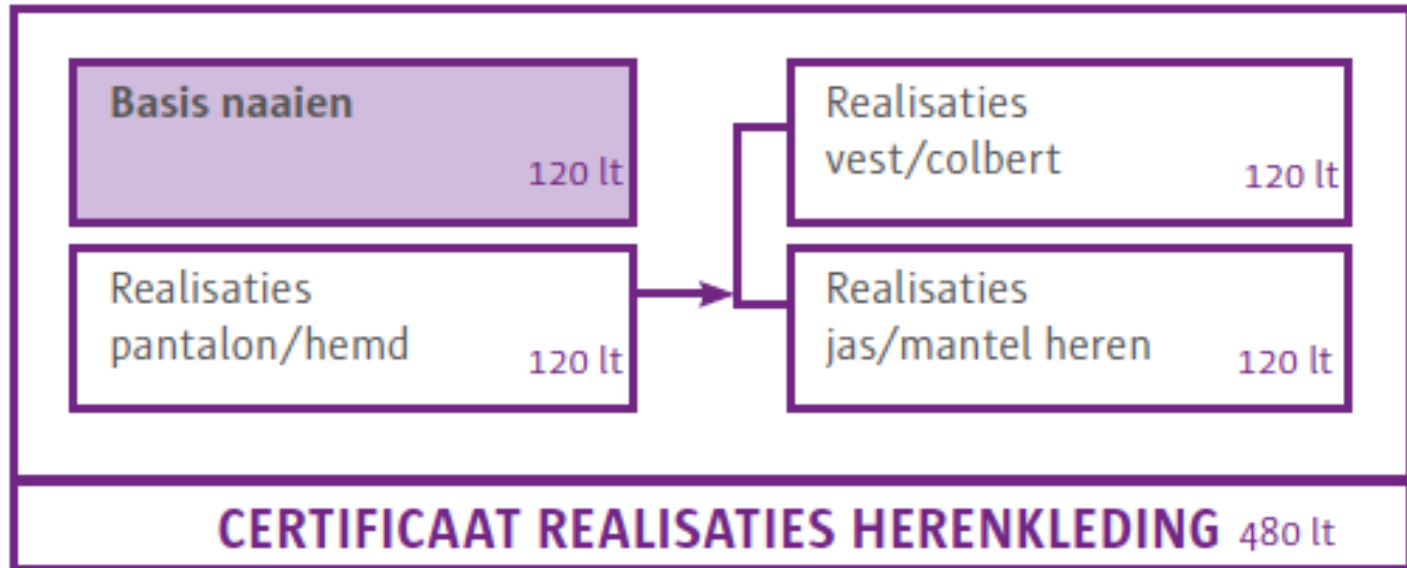 Basis naaien
120 lt
Realisaties
pantalon/hemd
120 lt
Realisaties
vest/colbert
120 lt
Realisaties
jas/mantel heren
120 lt
CERTIFICAAT REALISATIES HERENKLEDING 480 lt